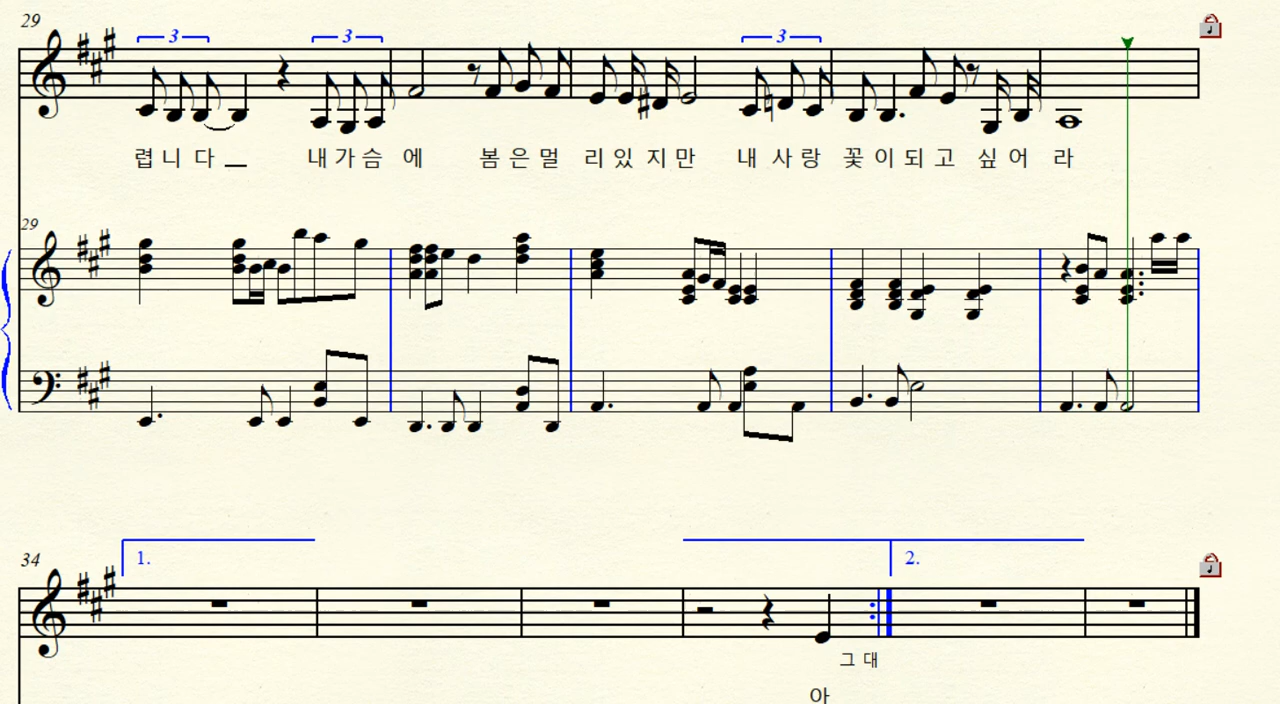 29
3 3 3
렵 니 다 내 가 슴 에 봄 은 멀 리 있 지 만 내 사 랑 꽃 이 되 고 싶 어 라
29
34
1. 2.
그 대
아